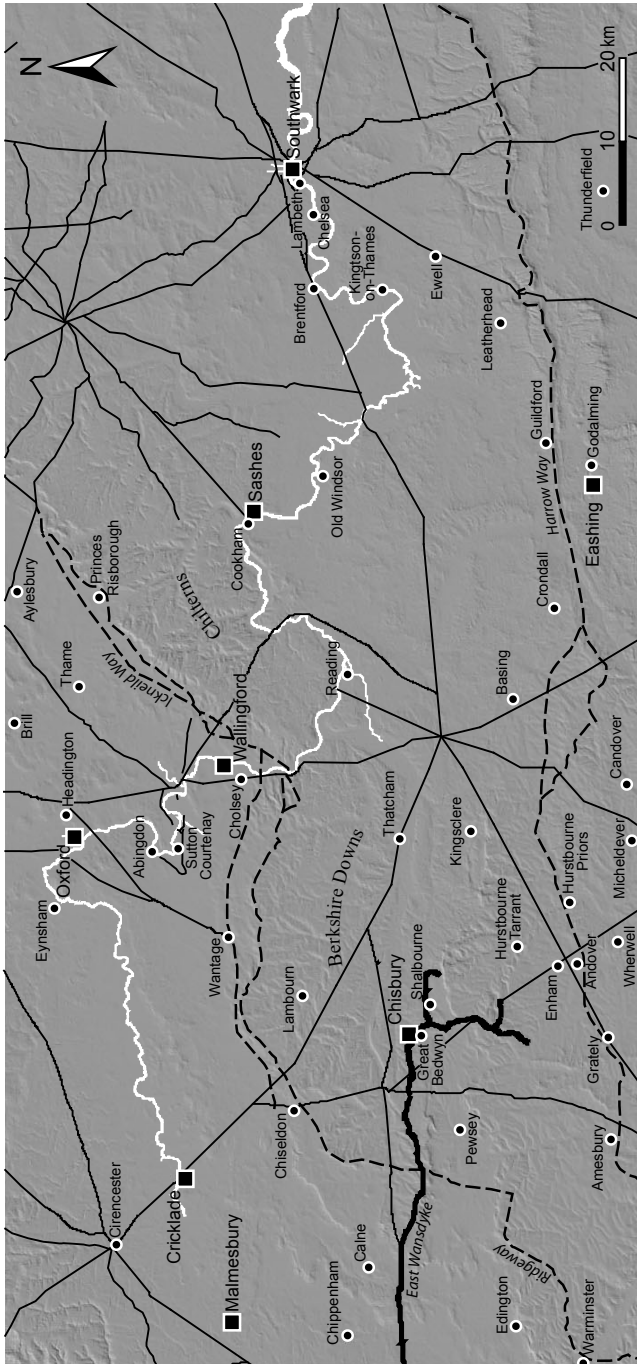 N
Brill
Aylesbury
Eynsham
Headington
Thame
Oxford
Princes
Risborough
Cirencester
Ickneild Way
Abingdon
Sutton
Courtenay
Chilterns
Cricklade
Wantage
Wallingford
Cholsey
Malmesbury
Cookham
Sashes
Southwark
Lambeth
Chelsea
Brentford
Kingtson-
on-Thames
Chiseldon
Lambourn
Berkshire Downs
Reading
Old Windsor
Chippenham
Calne
Thatcham
Chisbury
Shalbourne
Great
Bedwyn
East Wansdyke
Ewell
Pewsey
Kingsclere
Leatherhead
Hurstbourne
Tarrant
Basing
Ridgeway
Edington
Enham
Crondall
Harrow Way
Guildford
Warminster
Amesbury
Grately
Andover
Hurstbourne
Priors
Godalming
Eashing
Wherwell
Micheldever
Candover
Thunderfield
0
10
20 km